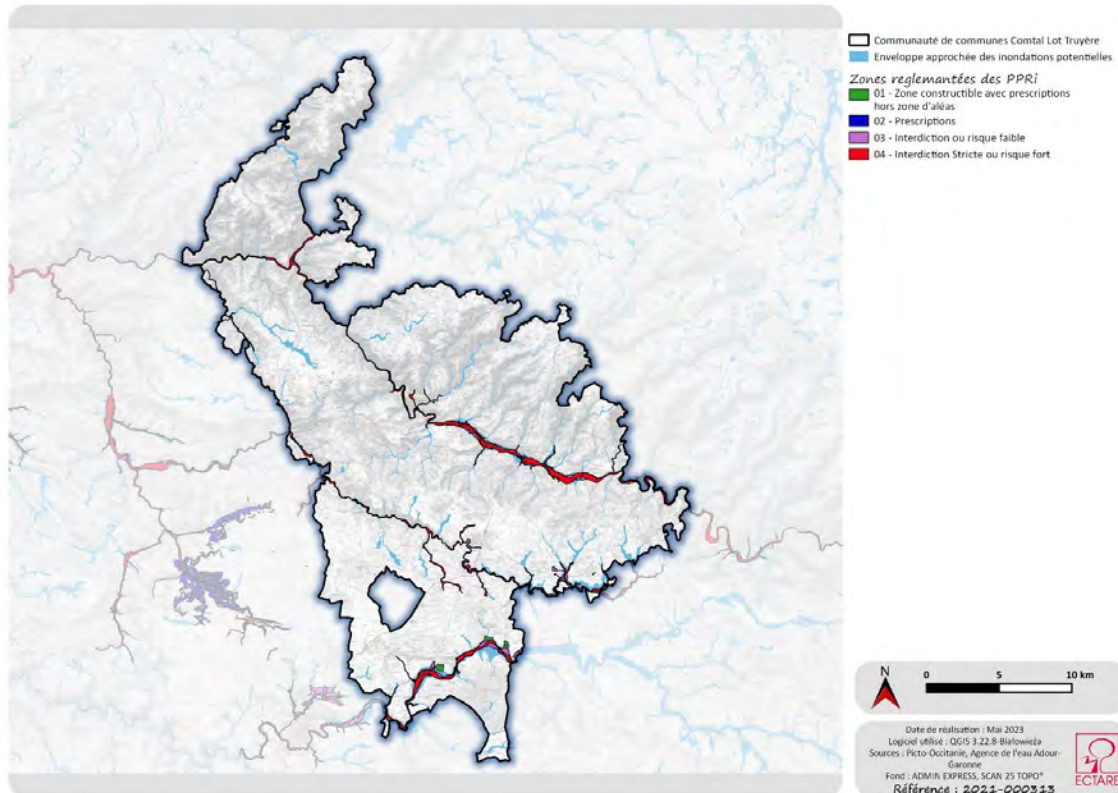 Communauté de communes Comtal Lot Truyère
Enveloppe approchée des inondations potentielles
Zones reglemantées des PPRi
01 - Zone constructible avec prescriptions
hors zone d'aléas
02 - Prescriptions
03 - Interdiction ou risque faible
04 - Interdiction Stricte ou risque fort
N
0 5 10 km
Date de réalisation : Mai 2023
Logiciel utilisé : QGIS 3.22.8-Białowieża
Sources : Picto-Occitanie, Agence de l'eau Adour-
Garonne
Fond : ADMIN EXPRESS, SCAN 25 TOPO®
Référence : 2021-000313
ECTARE